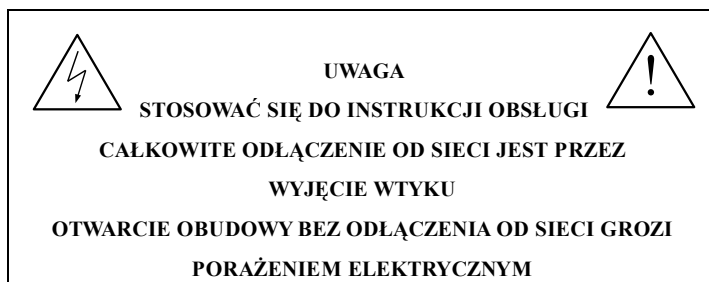 UWAGA
STOSOWAĆ SIĘ DO INSTRUKCJI OBSŁUGI
CAŁKOWITE ODŁĄCZENIE OD SIECI JEST PRZEZ
WYJĘCIE WTYKU
OTWARCIE OBUDOWY BEZ ODŁĄCZENIA OD SIECI GROZI
PORAŻENIEM ELEKTRYCZNYM